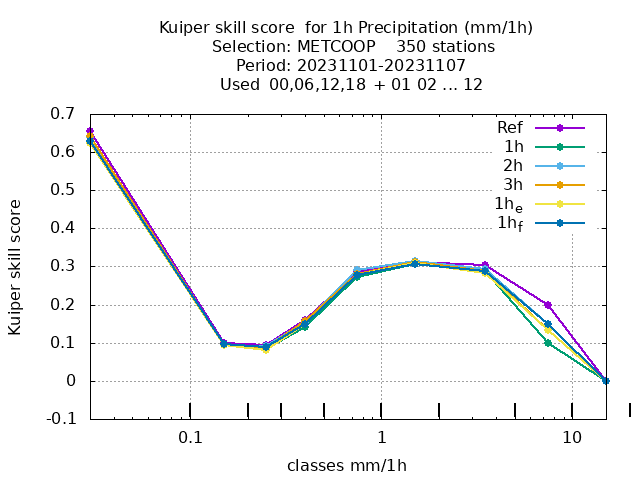 Kuiper skill score  for 1h Precipitation (mm/1h)
Selection: METCOOP    350 stations
Period: 20231101-20231107
Used  00,06,12,18  + 01 02 ... 12
Kuiper skill score
0.7
0.6
0.5
0.4
0.3
0.2
0.1
0
-0.1
Ref
1h
2h
3h
1he
1hf
0.1
1
10
classes mm/1h